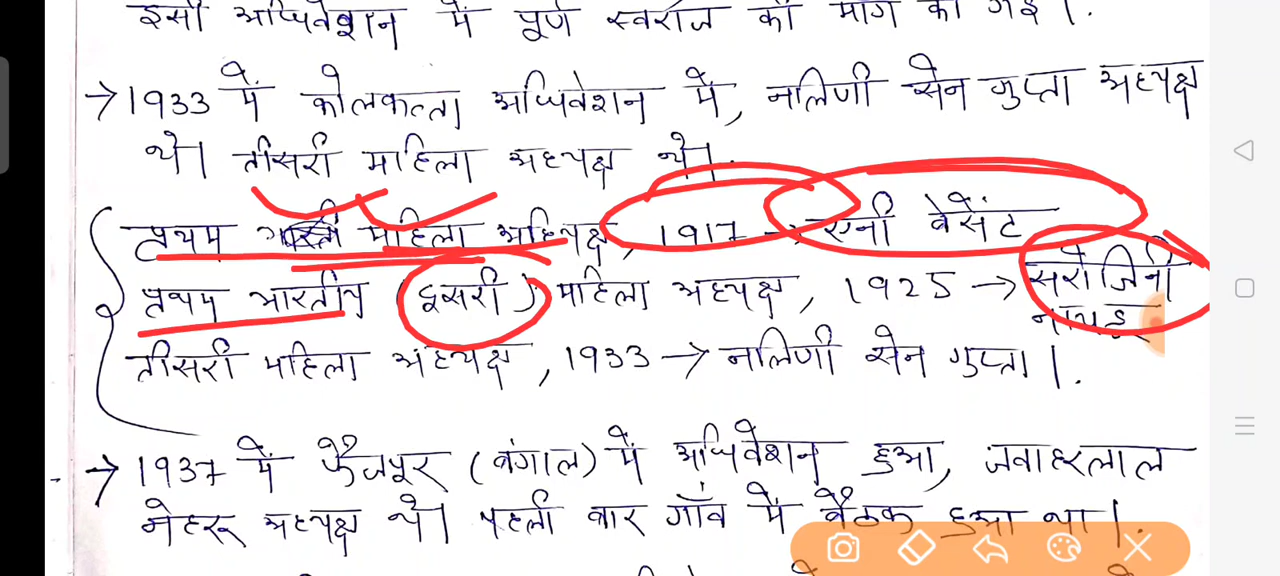 इसी अधिवेशन में पूर्ण स्वराज की मांग की गई।
→ 1933 में कोलकत्ता अधिवेशन में, नलिणी सेन गुप्ता अध्यक्ष
थे। तीसरी महिला अध्यक्ष थे।
प्रथम महिला अध्यिक्ष, 1917 → एनी बेसेंट
प्रथम भारतीय (दूसरी) महिला अध्यक्ष, 1925 → सरोजिनी
नायडू
तीसरी महिला अध्यक्ष, 1933 → नलिणी सेन गुप्ता।
→ 1937 में फैजपूर (बंगाल) में अधिवेशन हुआ, जवाहरलाल
नेहरू अध्यक्ष थे। पहली बार गाँव में बैठक हुआ था।